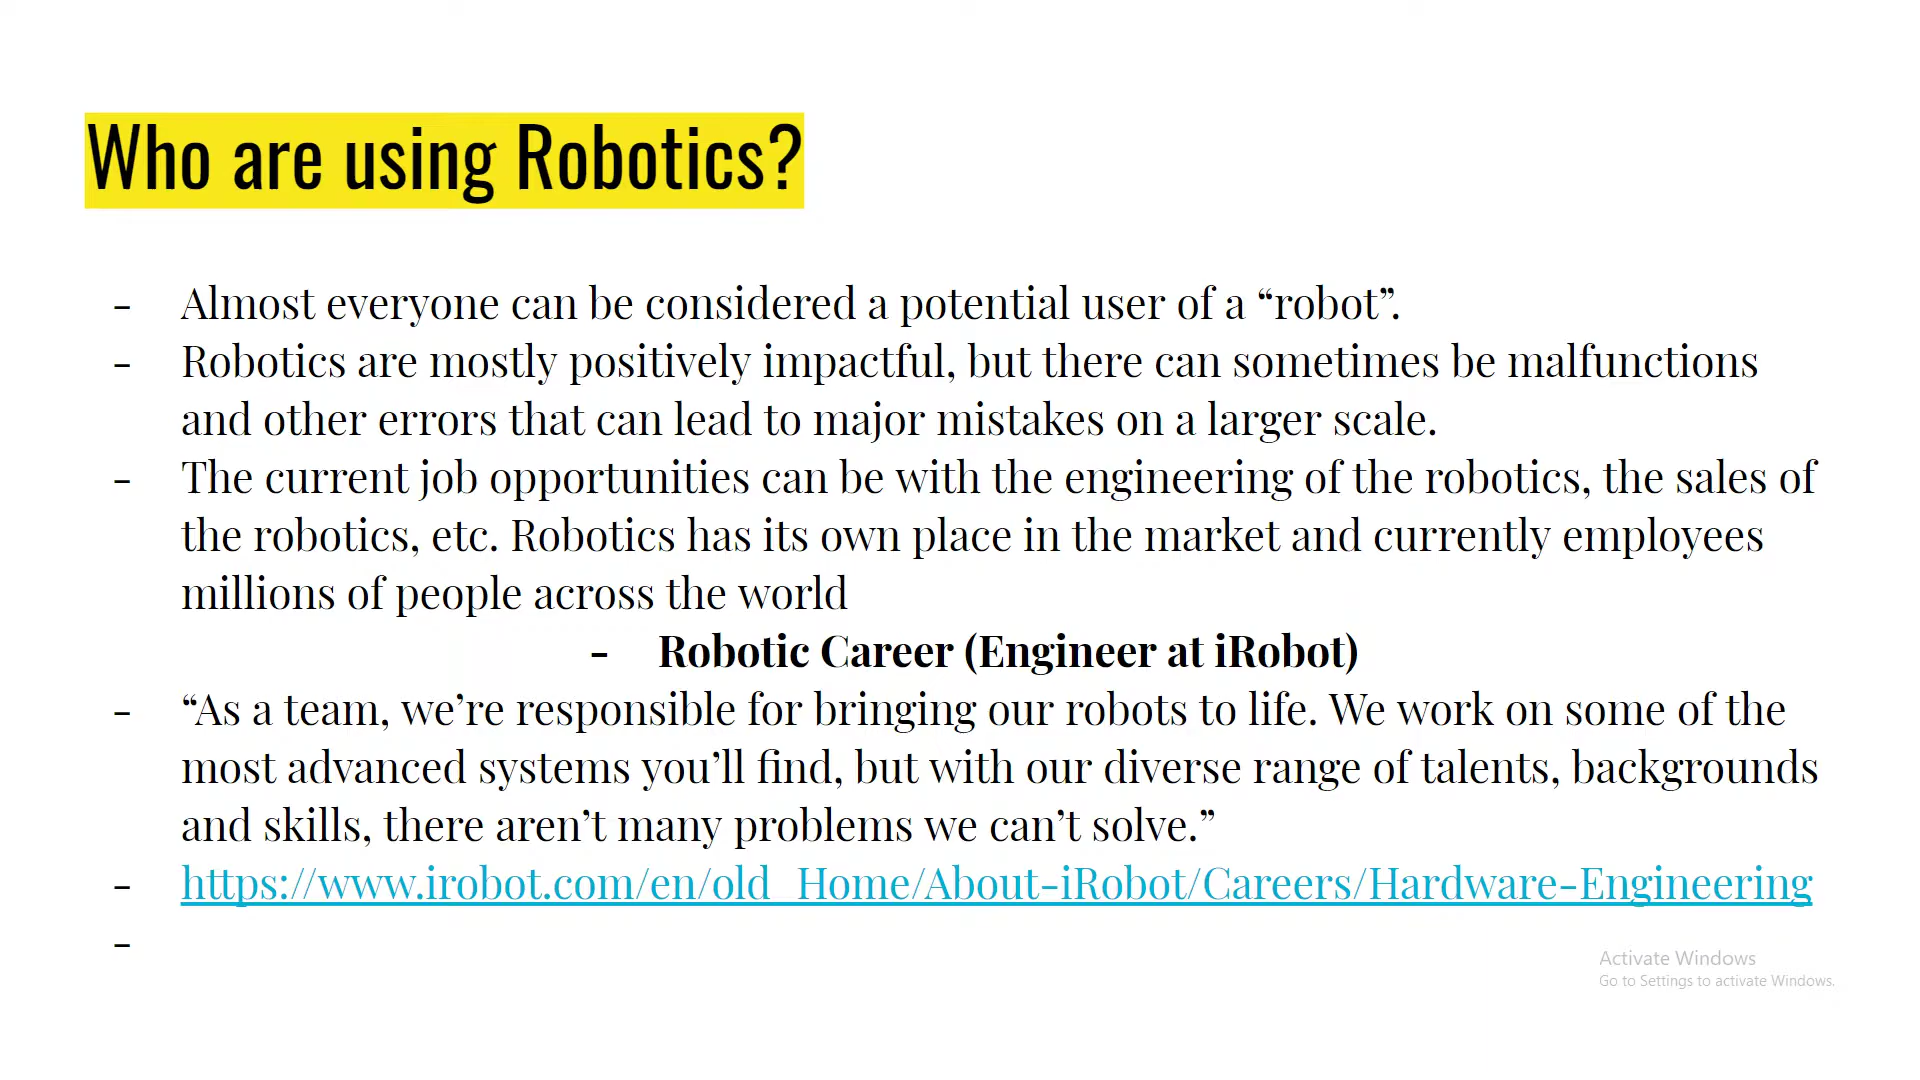 Who are using Robotics?
- Almost everyone can be considered a potential user of a “robot”.
- Robotics are mostly positively impactful, but there can sometimes be malfunctions
and other errors that can lead to major mistakes on a larger scale.
- The current job opportunities can be with the engineering of the robotics, the sales of
the robotics, etc. Robotics has its own place in the market and currently employees
millions of people across the world
- Robotic Career (Engineer at iRobot)
- “As a team, we’re responsible for bringing our robots to life. We work on some of the
most advanced systems you’ll find, but with our diverse range of talents, backgrounds
and skills, there aren’t many problems we can’t solve.”
- https://www.irobot.com/en/old_Home/About-iRobot/Careers/Hardware-Engineering
-
Activate Windows
Go to Settings to activate Windows.